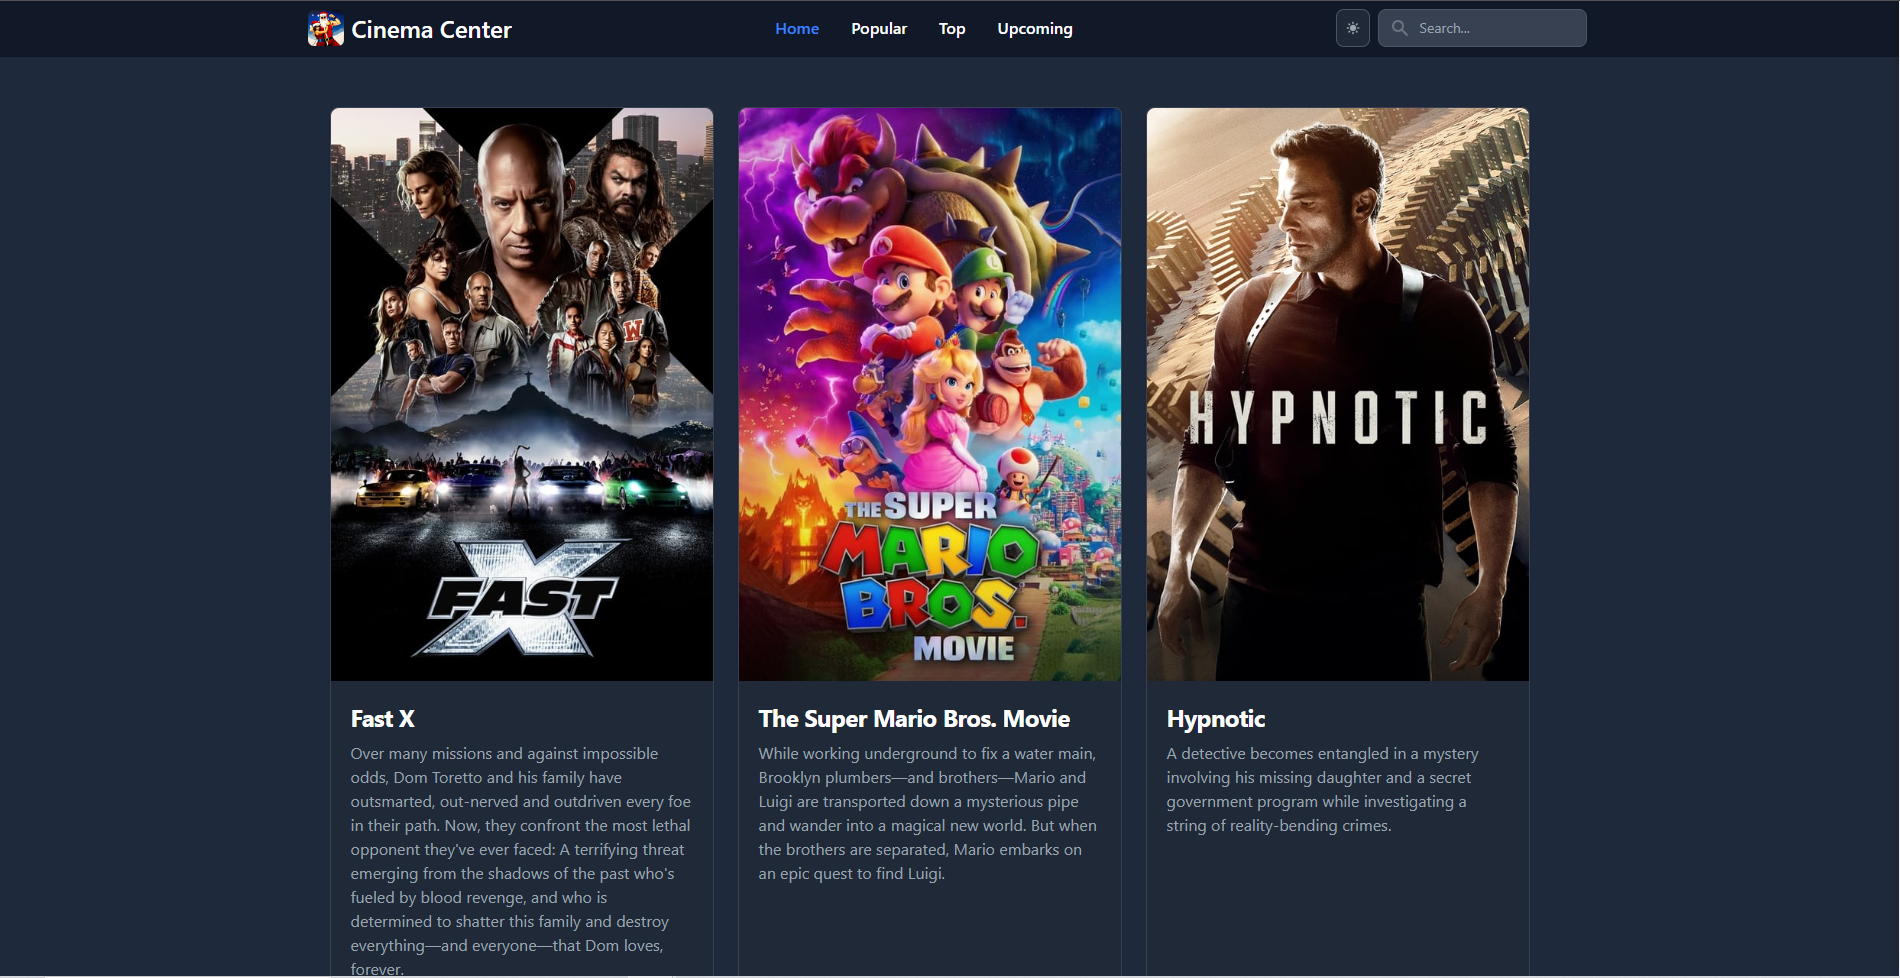 Cinema Center
Home
Popular
Top
Upcoming
Search...
FAST
X
W
THE SUPER
MARIO
BROS.
MOVIE
HYPNOTIC
Fast X
Over many missions and against impossible
odds, Dom Toretto and his family have
outsmarted, out-nerved and outdriven every foe
in their path. Now, they confront the most lethal
opponent they've ever faced: A terrifying threat
emerging from the shadows of the past who's
fueled by blood revenge, and who is
determined to shatter this family and destroy
everything—and everyone—that Dom loves,
forever.
The Super Mario Bros. Movie
While working underground to fix a water main,
Brooklyn plumbers—and brothers—Mario and
Luigi are transported down a mysterious pipe
and wander into a magical new world. But when
the brothers are separated, Mario embarks on
an epic quest to find Luigi.
Hypnotic
A detective becomes entangled in a mystery
involving his missing daughter and a secret
government program while investigating a
string of reality-bending crimes.